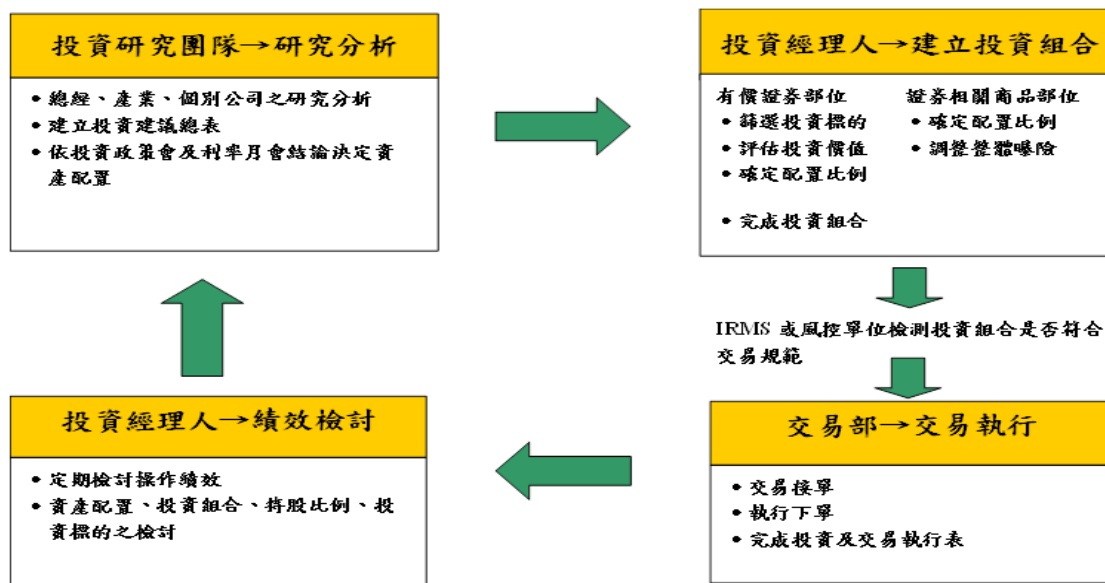 投資研究團隊→研究分析
• 總經、產業、個別公司之研究分析
• 建立投資建議總表
• 依投資政策會及利率月會結論決定資
產配置
投資經理人→建立投資組合
有價證券部位
• 篩選投資標的
• 評估投資價值
• 確定配置比例
• 完成投資組合
證券相關商品部位
• 確定配置比例
• 調整整體曝險
IRMS 或風控單位檢測投資組合是否符合
交易規範
交易部→交易執行
• 交易接單
• 執行下單
• 完成投資及交易執行表
投資經理人→績效檢討
• 定期檢討操作績效
• 資產配置、投資組合、持股比例、投
資標的之檢討